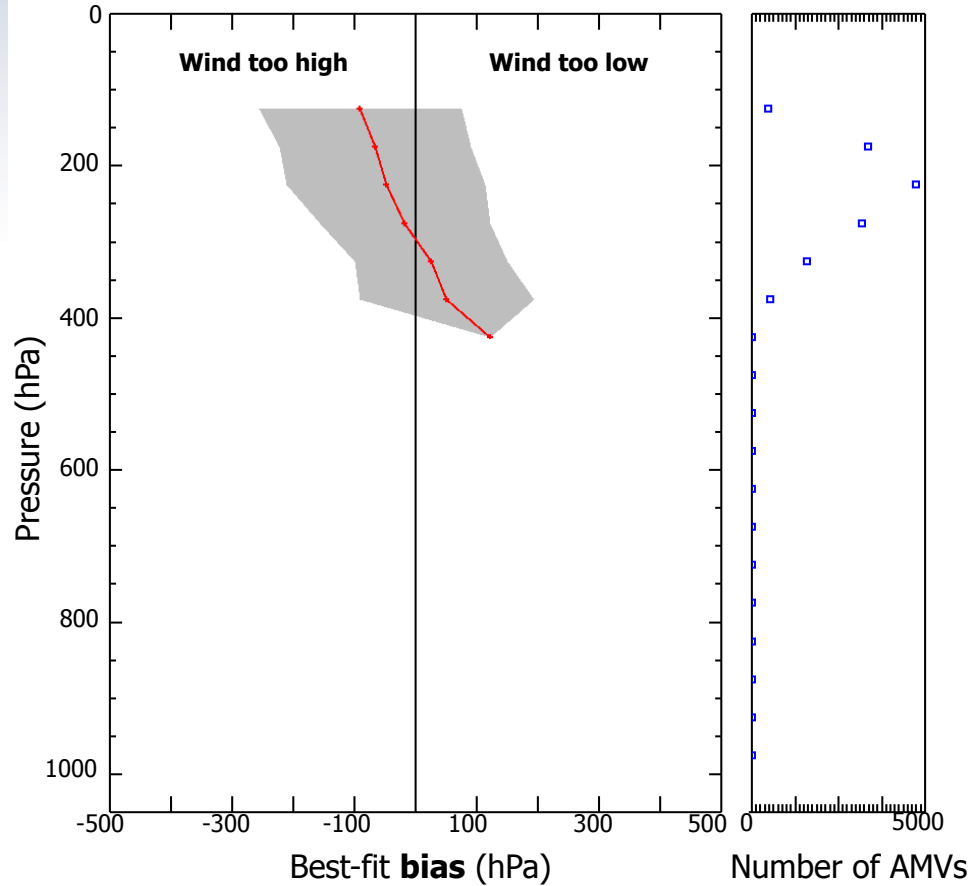 0
Wind too high Wind too low
200
400
600
800
1000
Pressure (hPa)
-500 -300 -100 100 300 500 0 5000
Best-fit bias (hPa) Number of AMVs